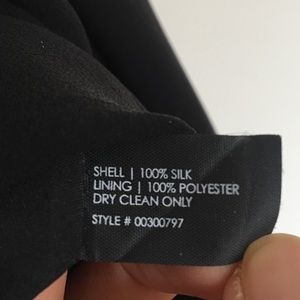 SHELL | 100% SILK
LINING | 100% POLYESTER
DRY CLEAN ONLY
STYLE # 00300797